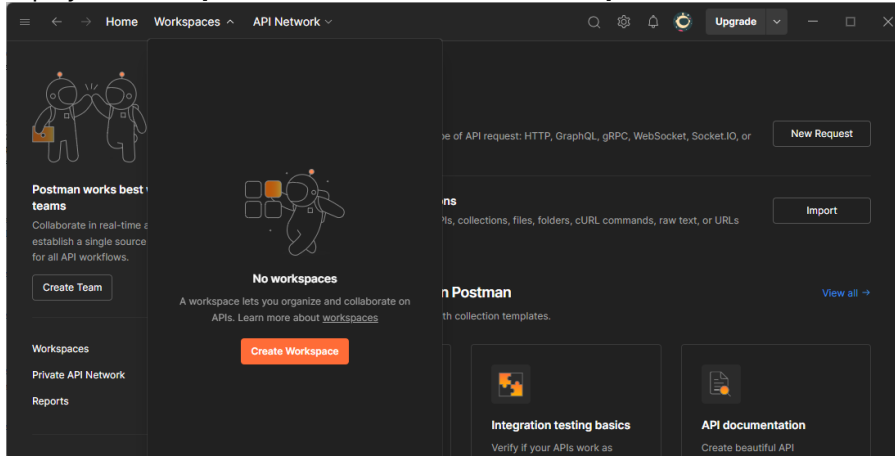 Home Workspaces API Network
Upgrade
Postman works best
teams
Collaborate in real-time
establish a single source
for all API workflows.
Create Team
Workspaces
Private API Network
Reports
No workspaces
A workspace lets you organize and collaborate on
APIs. Learn more about workspaces
Create Workspace
of API request: HTTP, GraphQL, gRPC, WebSocket, Socket.IO, or
New Request
collections, files, folders, cURL commands, raw text, or URLs
Import
Postman
View all →
collection templates.
Integration testing basics
Verify if your APIs work as
API documentation
Create beautiful API